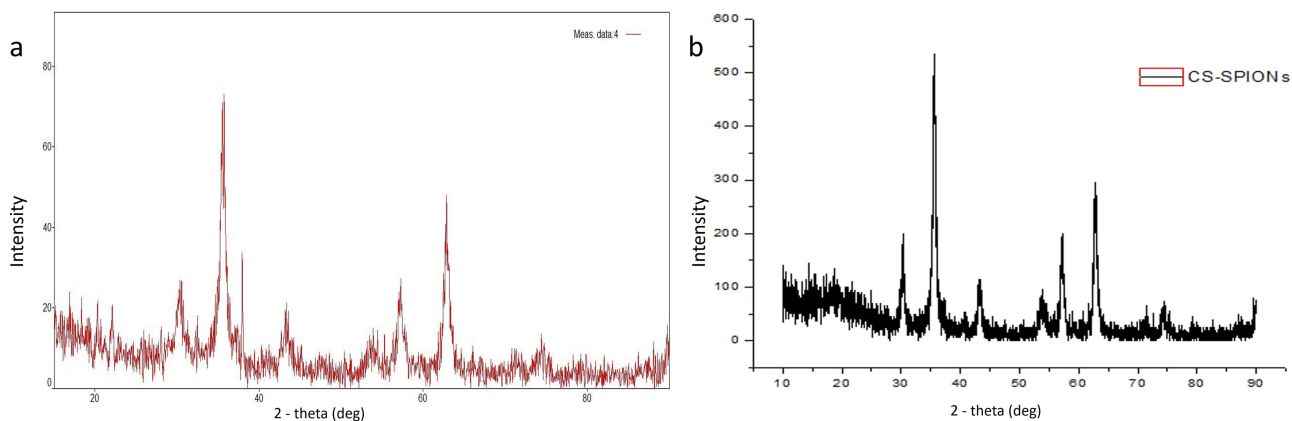 a
Meas. data:4
80
60
40
20
0
Intensity
20 40 60 80
2 - theta (deg)
b
600
500
400
300
200
100
0
Intensity
CS-SPIONs
10 20 30 40 50 60 70 80 90
2 - theta (deg)